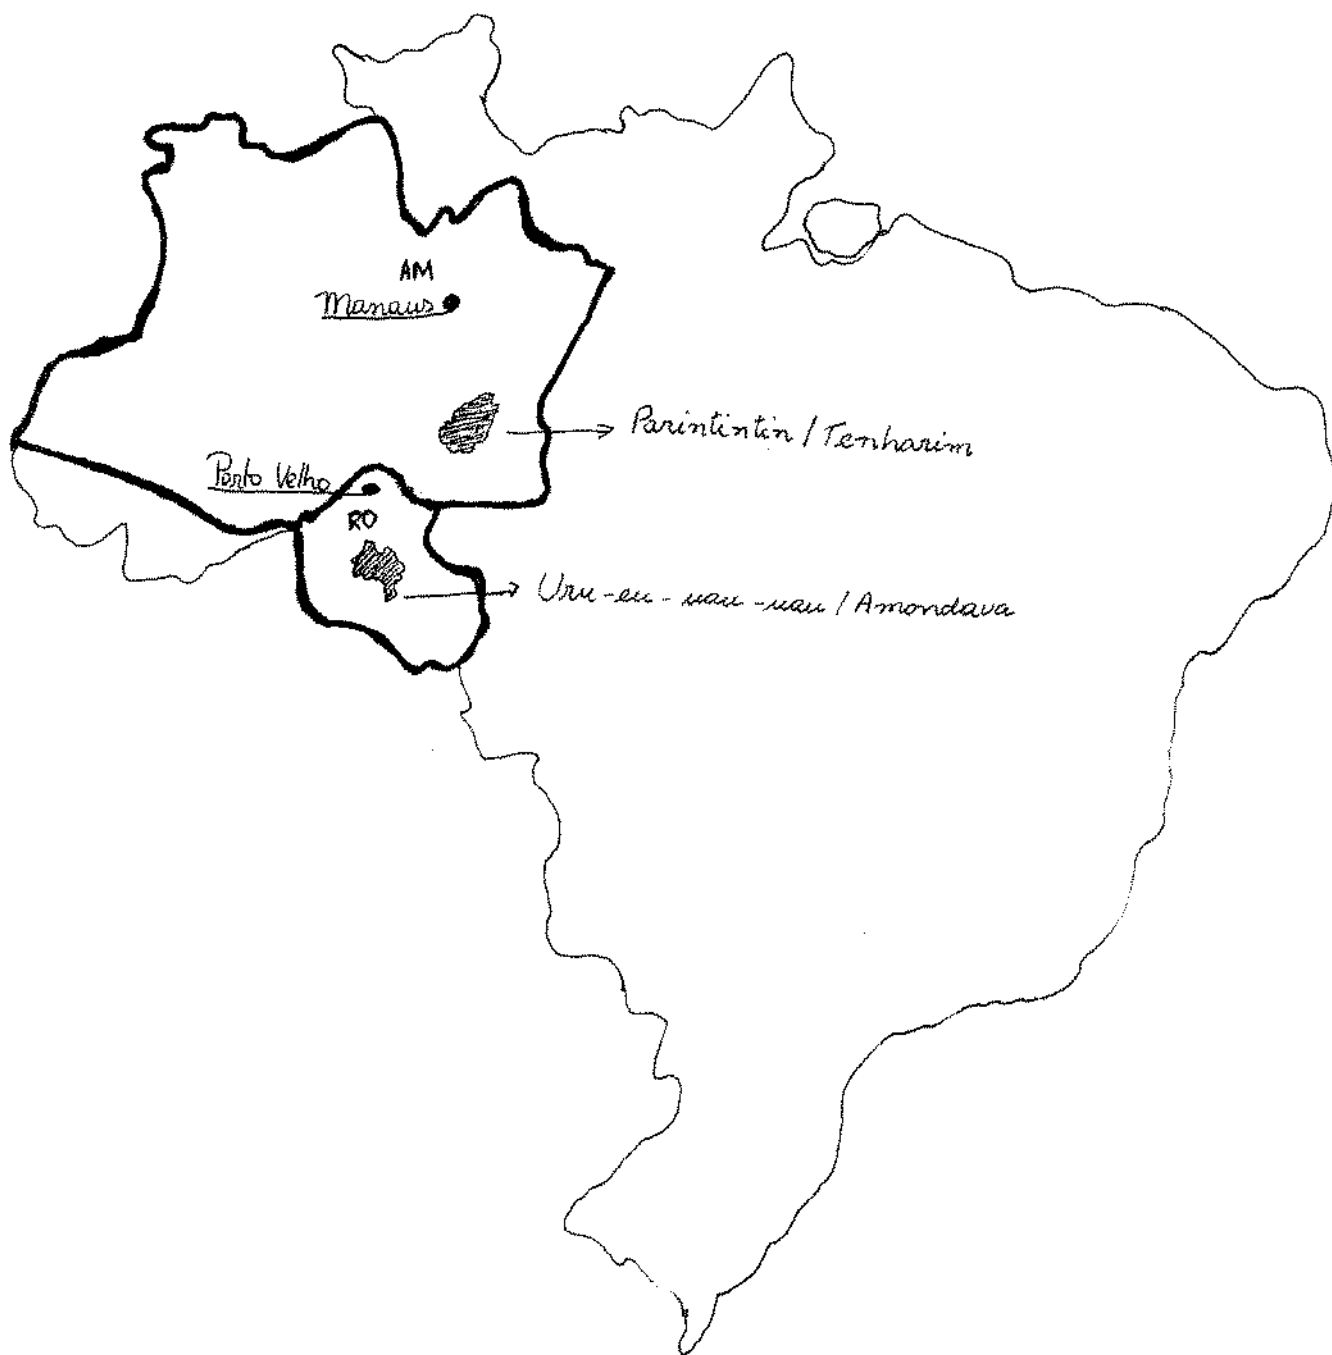 AM
Manaus
Parintintin / Tenharim
Porto Velho
RO
Uru-eu-uau-uau / Amondava